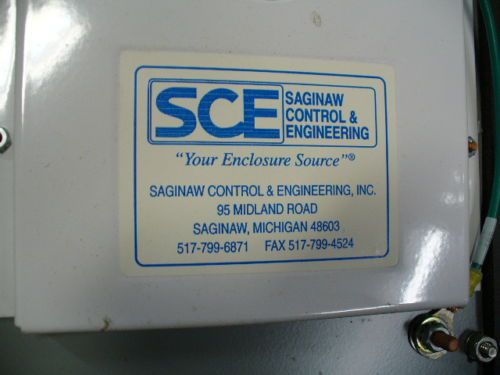 SCE
SAGINAW
CONTROL &
ENGINEERING
"Your Enclosure Source"®
SAGINAW CONTROL & ENGINEERING, INC.
95 MIDLAND ROAD
SAGINAW, MICHIGAN 48603
517-799-6871 FAX 517-799-4524